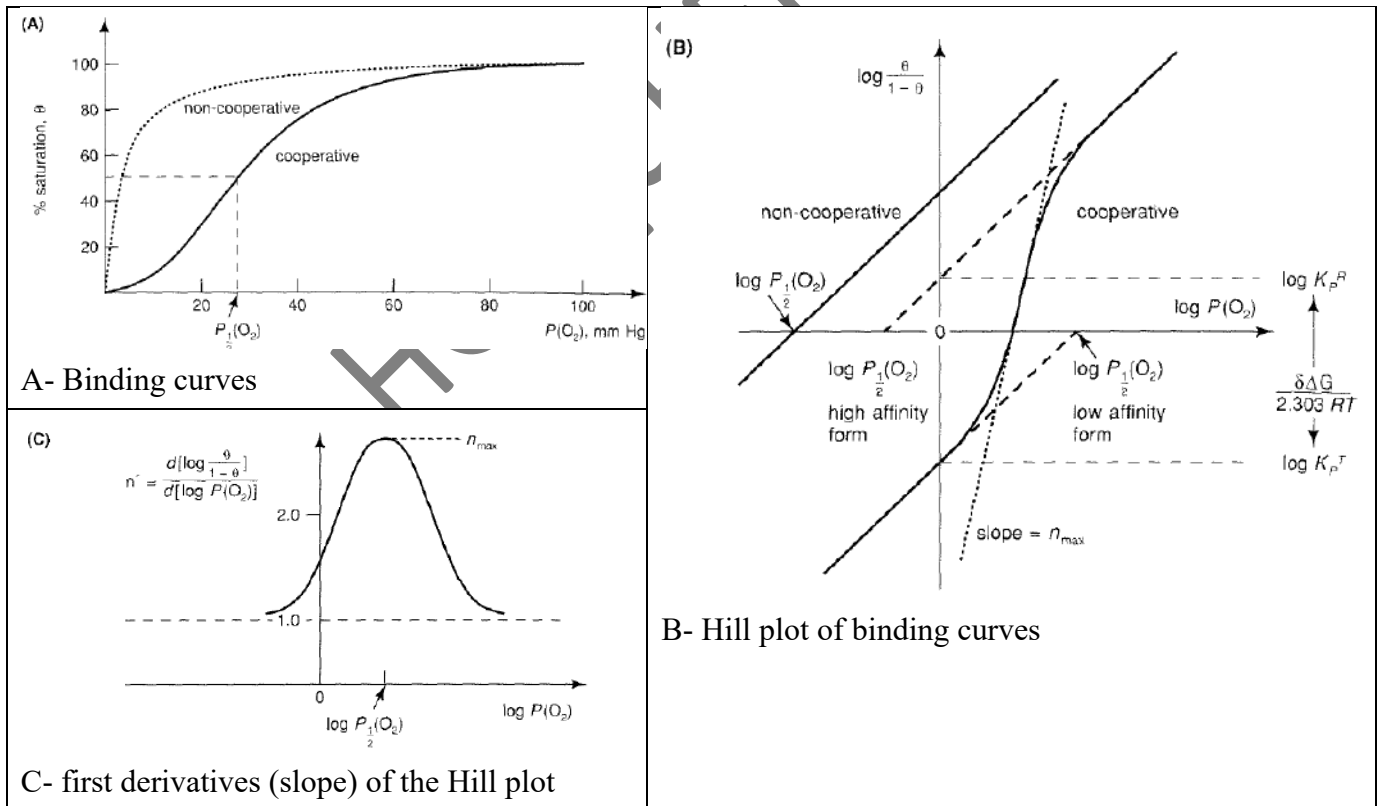 (A)
100
80
60
40
20
% saturation, θ
non-cooperative
cooperative
20 40 60 80 100
P½(O₂)
P(O₂), mm Hg
A- Binding curves
(C)
n' = d[log θ/1 − θ] / d[log P(O₂)]
n max
2.0
1.0
0
log P½(O₂)
log P(O₂)
C- first derivatives (slope) of the Hill plot
(B)
log θ/1 − θ
non-cooperative
cooperative
log P½(O₂)
log K_P^R
log P(O₂)
0
log P½(O₂)
high affinity
form
log P½(O₂)
low affinity
form
δΔG / 2.303 RT
log K_P^T
slope = n max
B- Hill plot of binding curves